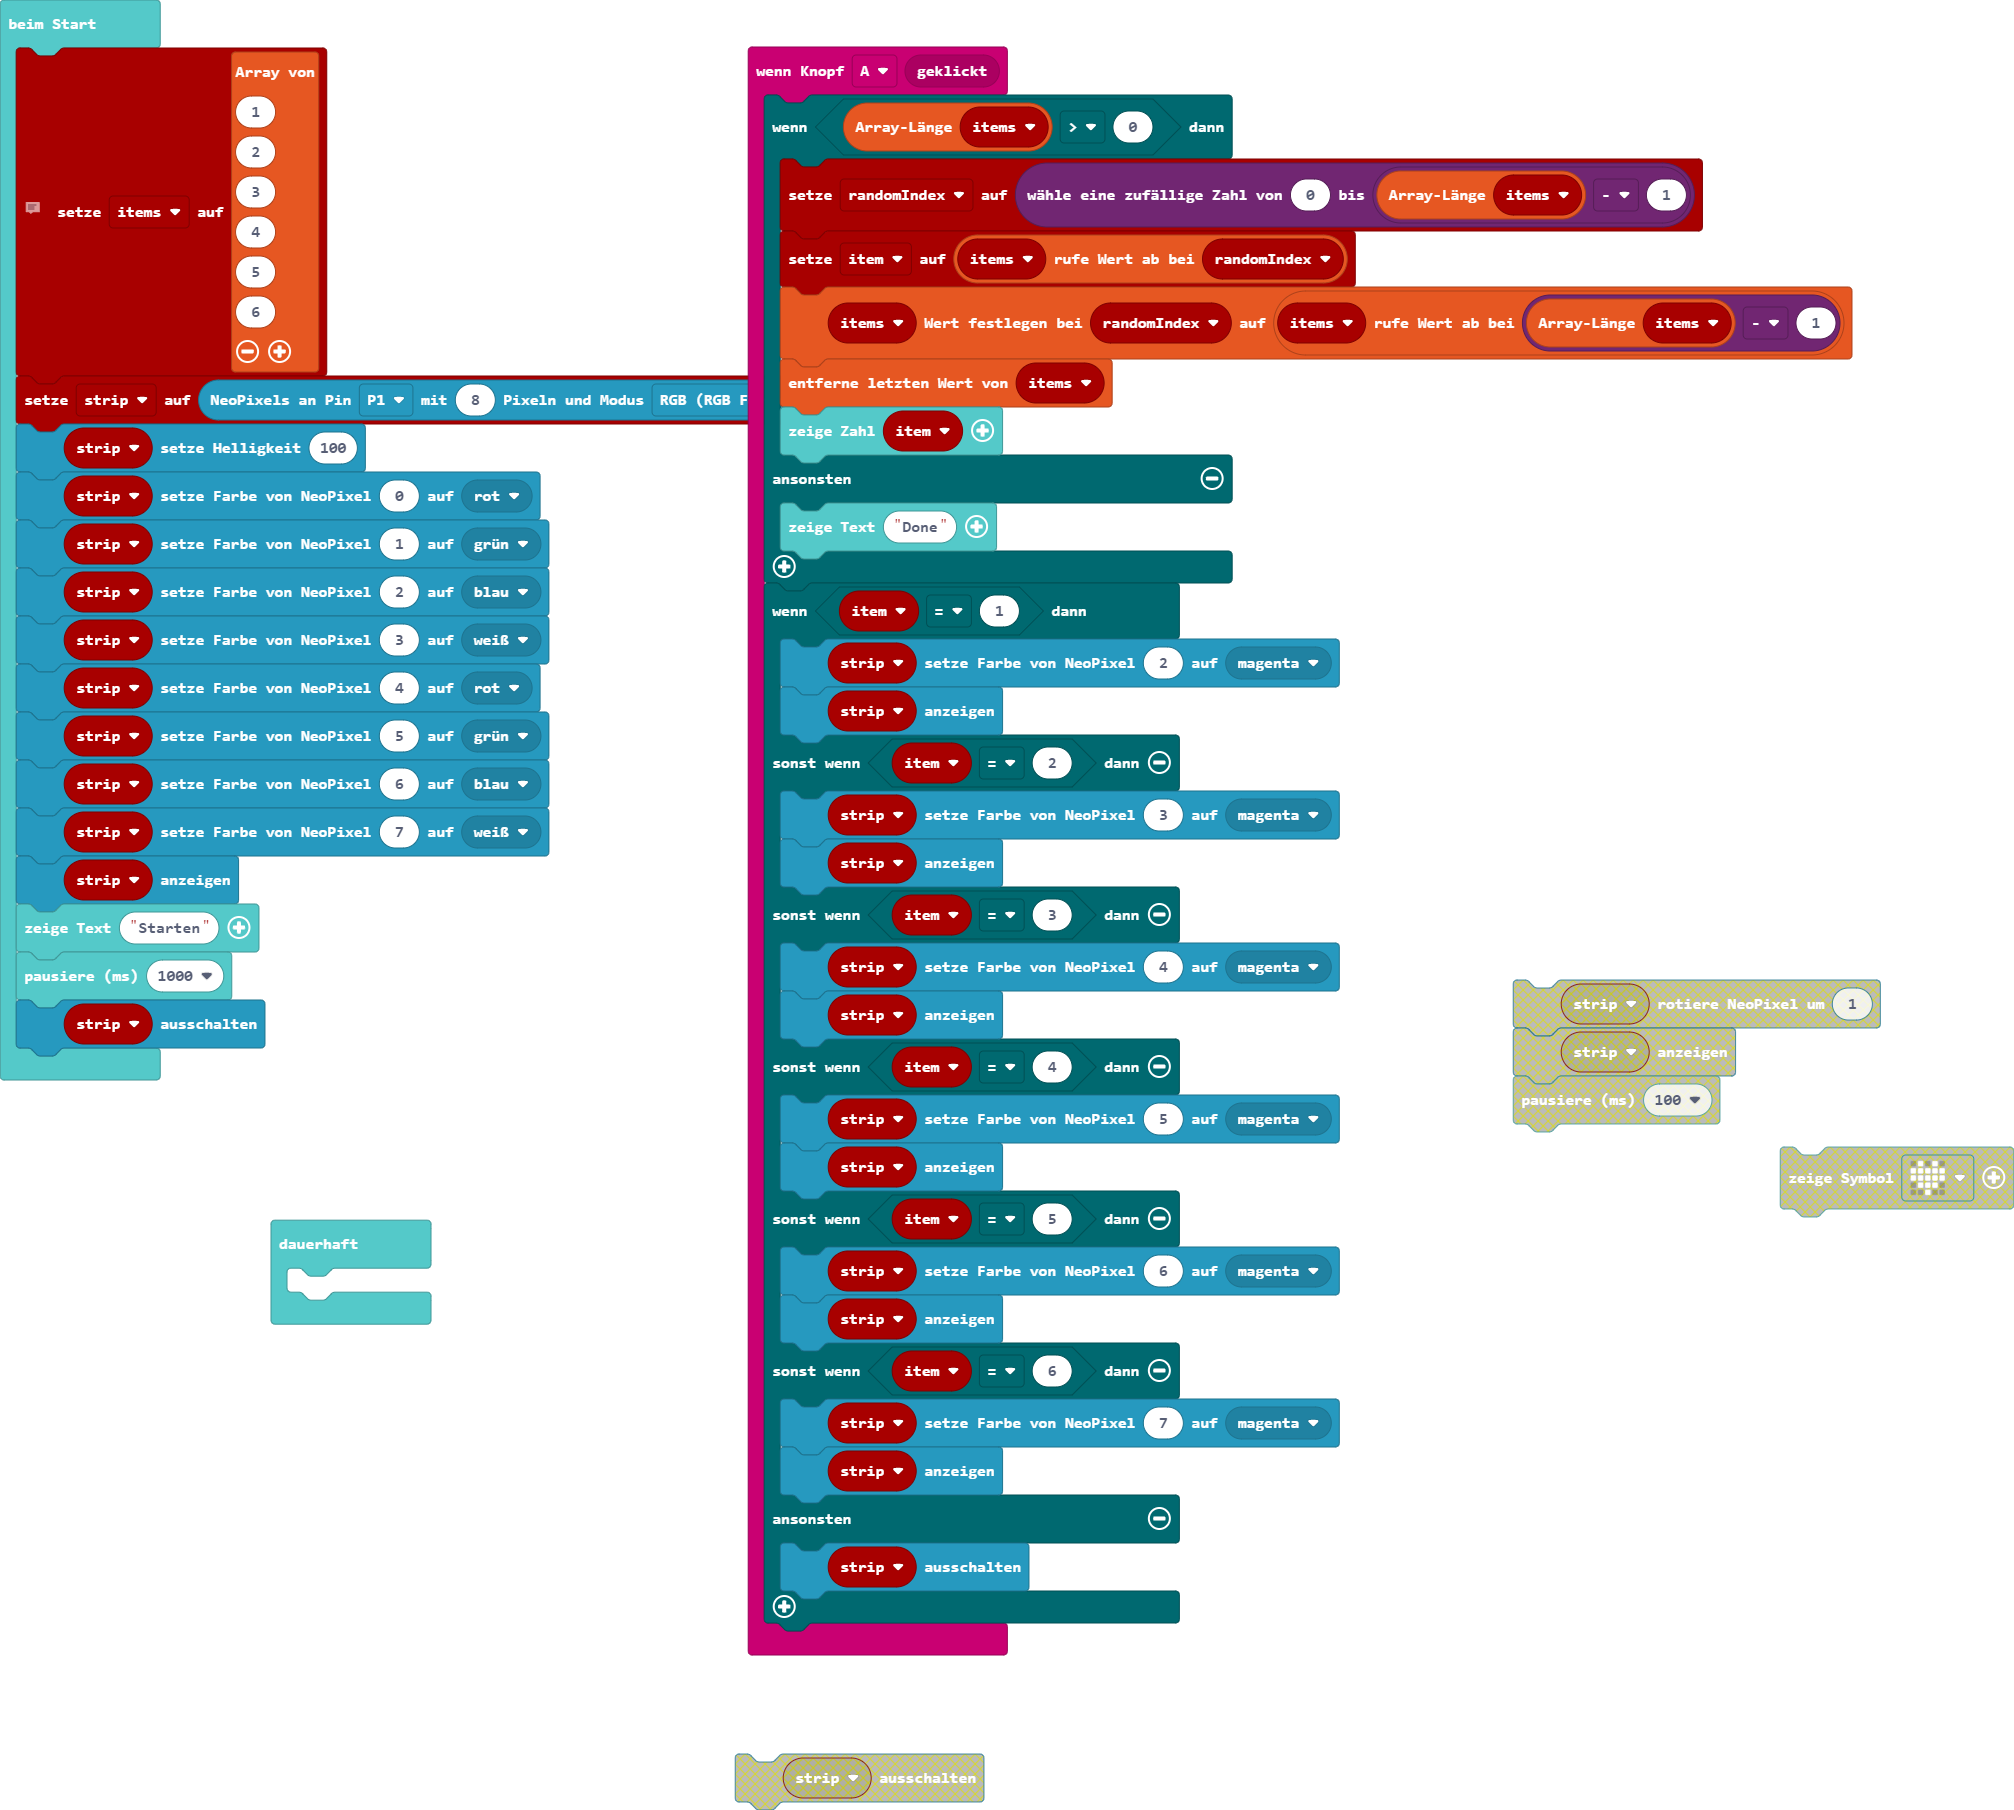 beim Start
Array von
1
2
3
4
5
6
setze items auf
setze strip auf NeoPixels an Pin P1 mit 8 Pixeln und Modus RGB (RGB F
strip setze Helligkeit 100
strip setze Farbe von NeoPixel 0 auf rot
strip setze Farbe von NeoPixel 1 auf grün
strip setze Farbe von NeoPixel 2 auf blau
strip setze Farbe von NeoPixel 3 auf weiß
strip setze Farbe von NeoPixel 4 auf rot
strip setze Farbe von NeoPixel 5 auf grün
strip setze Farbe von NeoPixel 6 auf blau
strip setze Farbe von NeoPixel 7 auf weiß
strip anzeigen
zeige Text "Starten"
pausiere (ms) 1000
strip ausschalten
dauerhaft
wenn Knopf A geklickt
wenn Array-Länge items > 0 dann
setze randomIndex auf wähle eine zufällige Zahl von 0 bis Array-Länge items - 1
setze item auf items rufe Wert ab bei randomIndex
items Wert festlegen bei randomIndex auf items rufe Wert ab bei Array-Länge items - 1
entferne letzten Wert von items
zeige Zahl item
ansonsten
zeige Text "Done"
wenn item = 1 dann
strip setze Farbe von NeoPixel 2 auf magenta
strip anzeigen
sonst wenn item = 2 dann
strip setze Farbe von NeoPixel 3 auf magenta
strip anzeigen
sonst wenn item = 3 dann
strip setze Farbe von NeoPixel 4 auf magenta
strip anzeigen
sonst wenn item = 4 dann
strip setze Farbe von NeoPixel 5 auf magenta
strip anzeigen
sonst wenn item = 5 dann
strip setze Farbe von NeoPixel 6 auf magenta
strip anzeigen
sonst wenn item = 6 dann
strip setze Farbe von NeoPixel 7 auf magenta
strip anzeigen
ansonsten
strip ausschalten
strip rotiere NeoPixel um 1
strip anzeigen
pausiere (ms) 100
zeige Symbol
strip ausschalten